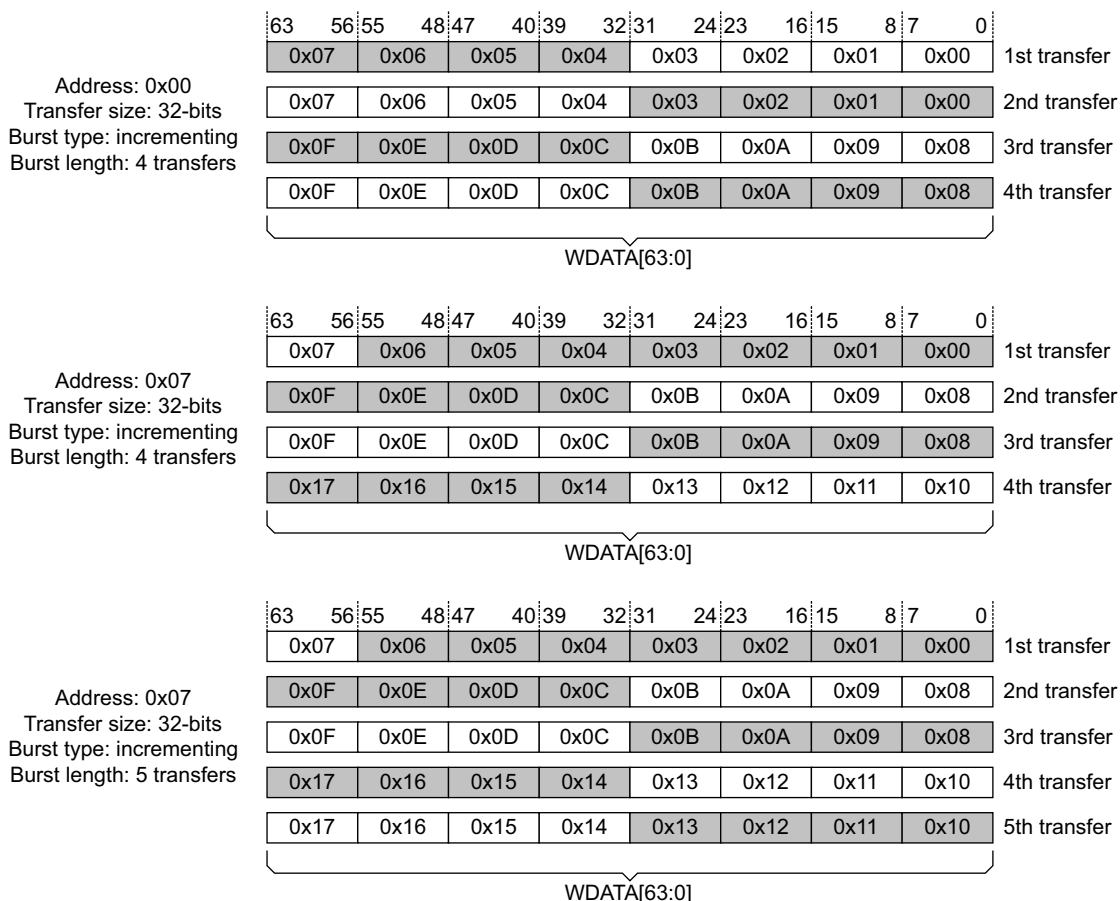 63 56 55 48 47 40 39 32 31 24 23 16 15 8 7 0
0x07 0x06 0x05 0x04 0x03 0x02 0x01 0x00 1st transfer
Address: 0x00
0x07 0x06 0x05 0x04 0x03 0x02 0x01 0x00 2nd transfer
Transfer size: 32-bits
Burst type: incrementing
0x0F 0x0E 0x0D 0x0C 0x0B 0x0A 0x09 0x08 3rd transfer
Burst length: 4 transfers
0x0F 0x0E 0x0D 0x0C 0x0B 0x0A 0x09 0x08 4th transfer
WDATA[63:0]
63 56 55 48 47 40 39 32 31 24 23 16 15 8 7 0
0x07 0x06 0x05 0x04 0x03 0x02 0x01 0x00 1st transfer
Address: 0x07
0x0F 0x0E 0x0D 0x0C 0x0B 0x0A 0x09 0x08 2nd transfer
Transfer size: 32-bits
Burst type: incrementing
0x0F 0x0E 0x0D 0x0C 0x0B 0x0A 0x09 0x08 3rd transfer
Burst length: 4 transfers
0x17 0x16 0x15 0x14 0x13 0x12 0x11 0x10 4th transfer
WDATA[63:0]
63 56 55 48 47 40 39 32 31 24 23 16 15 8 7 0
0x07 0x06 0x05 0x04 0x03 0x02 0x01 0x00 1st transfer
Address: 0x07
0x0F 0x0E 0x0D 0x0C 0x0B 0x0A 0x09 0x08 2nd transfer
Transfer size: 32-bits
Burst type: incrementing
0x0F 0x0E 0x0D 0x0C 0x0B 0x0A 0x09 0x08 3rd transfer
Burst length: 5 transfers
0x17 0x16 0x15 0x14 0x13 0x12 0x11 0x10 4th transfer
0x17 0x16 0x15 0x14 0x13 0x12 0x11 0x10 5th transfer
WDATA[63:0]